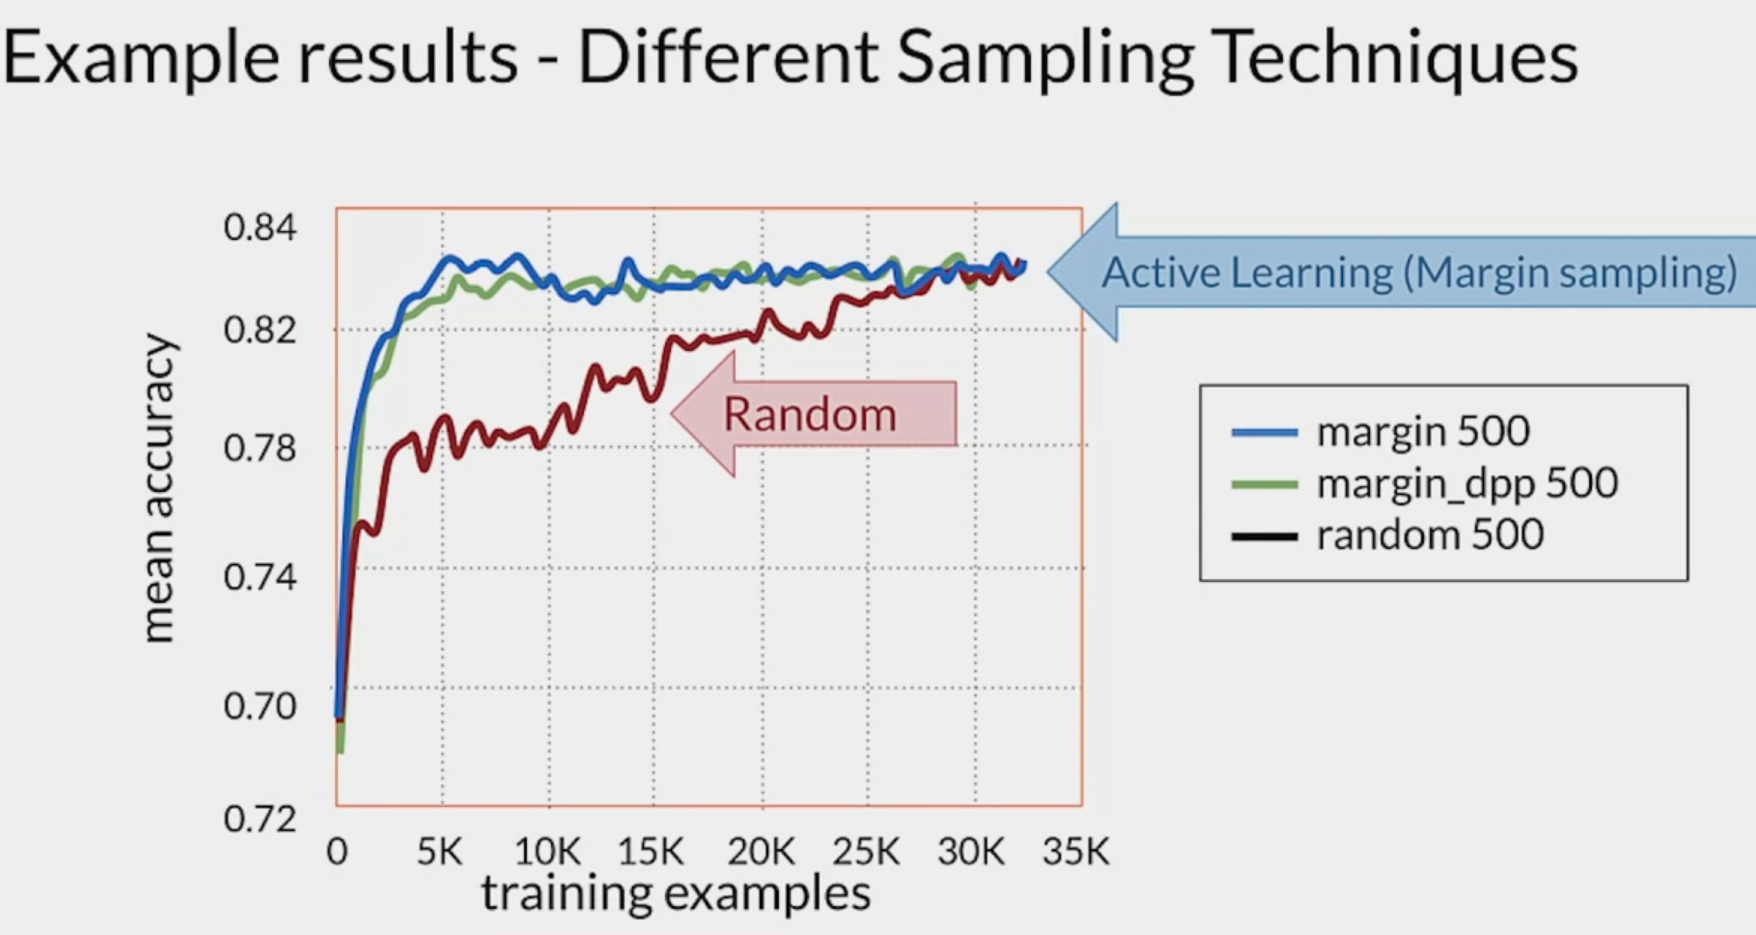 Example results - Different Sampling Techniques
0.84
Active Learning (Margin sampling)
0.82
mean accuracy
Random
0.78
margin 500
margin_dpp 500
random 500
0.74
0.70
0.72
0 5K 10K 15K 20K 25K 30K 35K
training examples